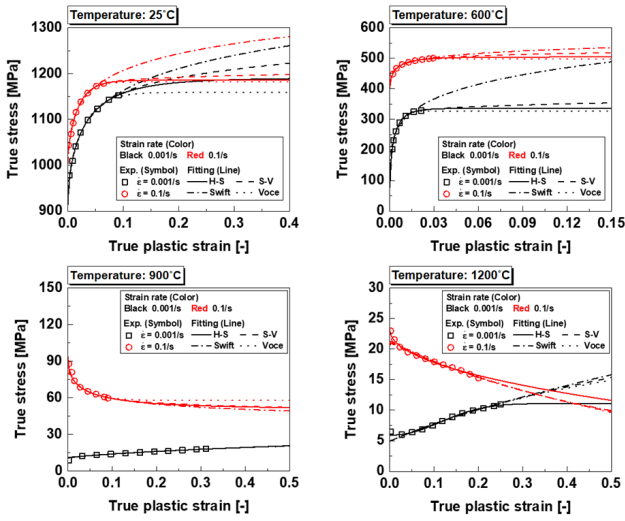 Temperature: 25°C
True stress [MPa]
1300
1200
1100
1000
900
Strain rate (Color)
Black 0.001/s Red 0.1/s
Exp. (Symbol) Fitting (Line)
ε̇ = 0.001/s H-S S-V
ε̇ = 0.1/s Swift Voce
0.0 0.1 0.2 0.3 0.4
True plastic strain [-]
Temperature: 600°C
True stress [MPa]
600
500
400
300
200
100
0
Strain rate (Color)
Black 0.001/s Red 0.1/s
Exp. (Symbol) Fitting (Line)
ε̇ = 0.001/s H-S S-V
ε̇ = 0.1/s Swift Voce
0.00 0.03 0.06 0.09 0.12 0.15
True plastic strain [-]
Temperature: 900°C
True stress [MPa]
150
120
90
60
30
0
Strain rate (Color)
Black 0.001/s Red 0.1/s
Exp. (Symbol) Fitting (Line)
ε̇ = 0.001/s H-S S-V
ε̇ = 0.1/s Swift Voce
0.0 0.1 0.2 0.3 0.4 0.5
True plastic strain [-]
Temperature: 1200°C
True stress [MPa]
30
25
20
15
10
5
0
Strain rate (Color)
Black 0.001/s Red 0.1/s
Exp. (Symbol) Fitting (Line)
ε̇ = 0.001/s H-S S-V
ε̇ = 0.1/s Swift Voce
0.0 0.1 0.2 0.3 0.4 0.5
True plastic strain [-]